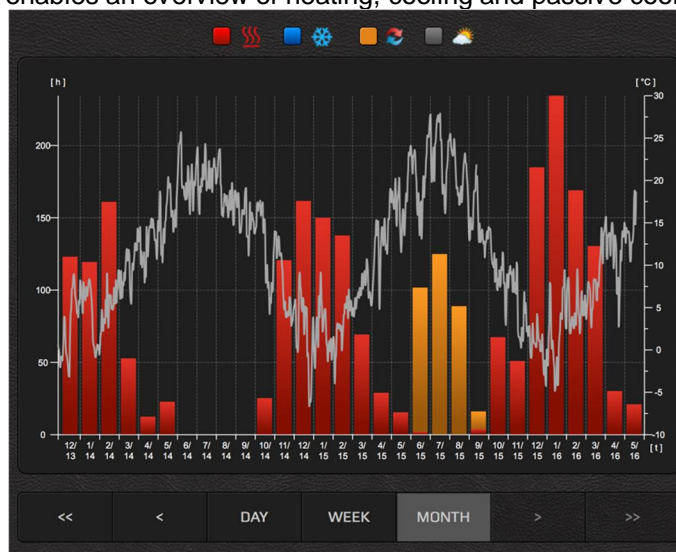 enables an overview of heating, cooling and passive cool
[h]
[°C]
30
25
20
15
10
5
0
-5
-10
200
150
100
50
0
12/ 1/ 2/ 3/ 4/ 5/ 6/ 7/ 8/ 9/ 10/ 11/ 12/ 1/ 2/ 3/ 4/ 5/ 6/ 7/ 8/ 9/ 10/ 11/ 12/ 1/ 2/ 3/ 4/ 5/
13 14 14 14 14 14 14 14 14 14 14 14 14 15 15 15 15 15 15 15 15 15 15 15 15 16 16 16 16 16
[t]
<< < DAY WEEK MONTH > >>